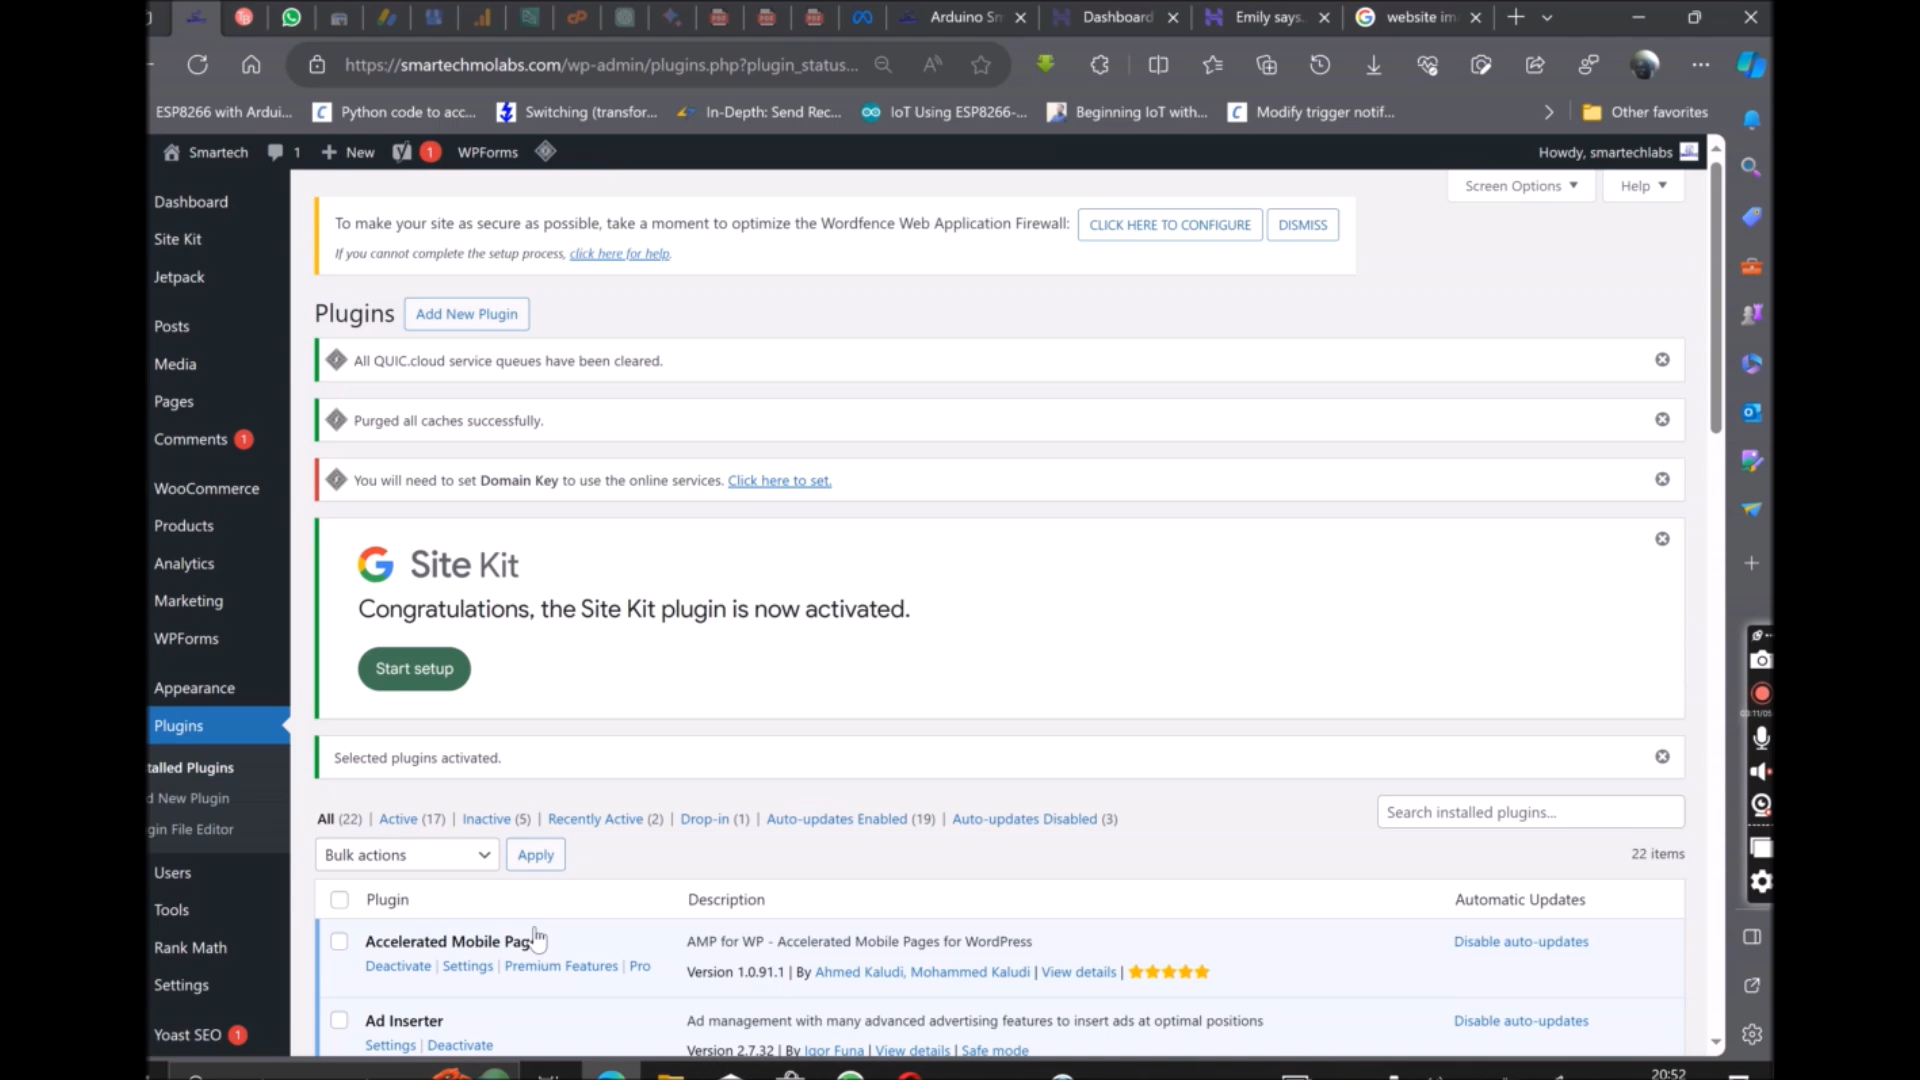 Arduino Sm
Dashboard
Emily says.
website im
https://smartechmolabs.com/wp-admin/plugins.php?plugin_status...
ESP8266 with Ardui...
Python code to acc...
Switching (transfor...
In-Depth: Send Rec...
IoT Using ESP8266-...
Beginning IoT with...
Modify trigger notif...
Other favorites
Smartech
1
New
1
WPForms
Howdy, smartechlabs
Screen Options
Help
Dashboard
Site Kit
Jetpack
Posts
Media
Pages
Comments 1
WooCommerce
Products
Analytics
Marketing
WPForms
Appearance
Plugins
talled Plugins
d New Plugin
gin File Editor
Users
Tools
Rank Math
Settings
Yoast SEO 1
To make your site as secure as possible, take a moment to optimize the Wordfence Web Application Firewall: CLICK HERE TO CONFIGURE DISMISS
If you cannot complete the setup process, click here for help.
Plugins Add New Plugin
All QUIC.cloud service queues have been cleared.
Purged all caches successfully.
You will need to set Domain Key to use the online services. Click here to set.
Site Kit
Congratulations, the Site Kit plugin is now activated.
Start setup
Selected plugins activated.
All (22) | Active (17) | Inactive (5) | Recently Active (2) | Drop-in (1) | Auto-updates Enabled (19) | Auto-updates Disabled (3)
Search installed plugins...
Bulk actions Apply
22 items
Plugin Description Automatic Updates
Accelerated Mobile Pag
AMP for WP - Accelerated Mobile Pages for WordPress
Disable auto-updates
Deactivate | Settings | Premium Features | Pro
Version 1.0.91.1 | By Ahmed Kaludi, Mohammed Kaludi | View details |
Ad Inserter
Ad management with many advanced advertising features to insert ads at optimal positions
Disable auto-updates
Settings | Deactivate
Version 2.7.32 | By Igor Funa | View details | Safe mode
20:52